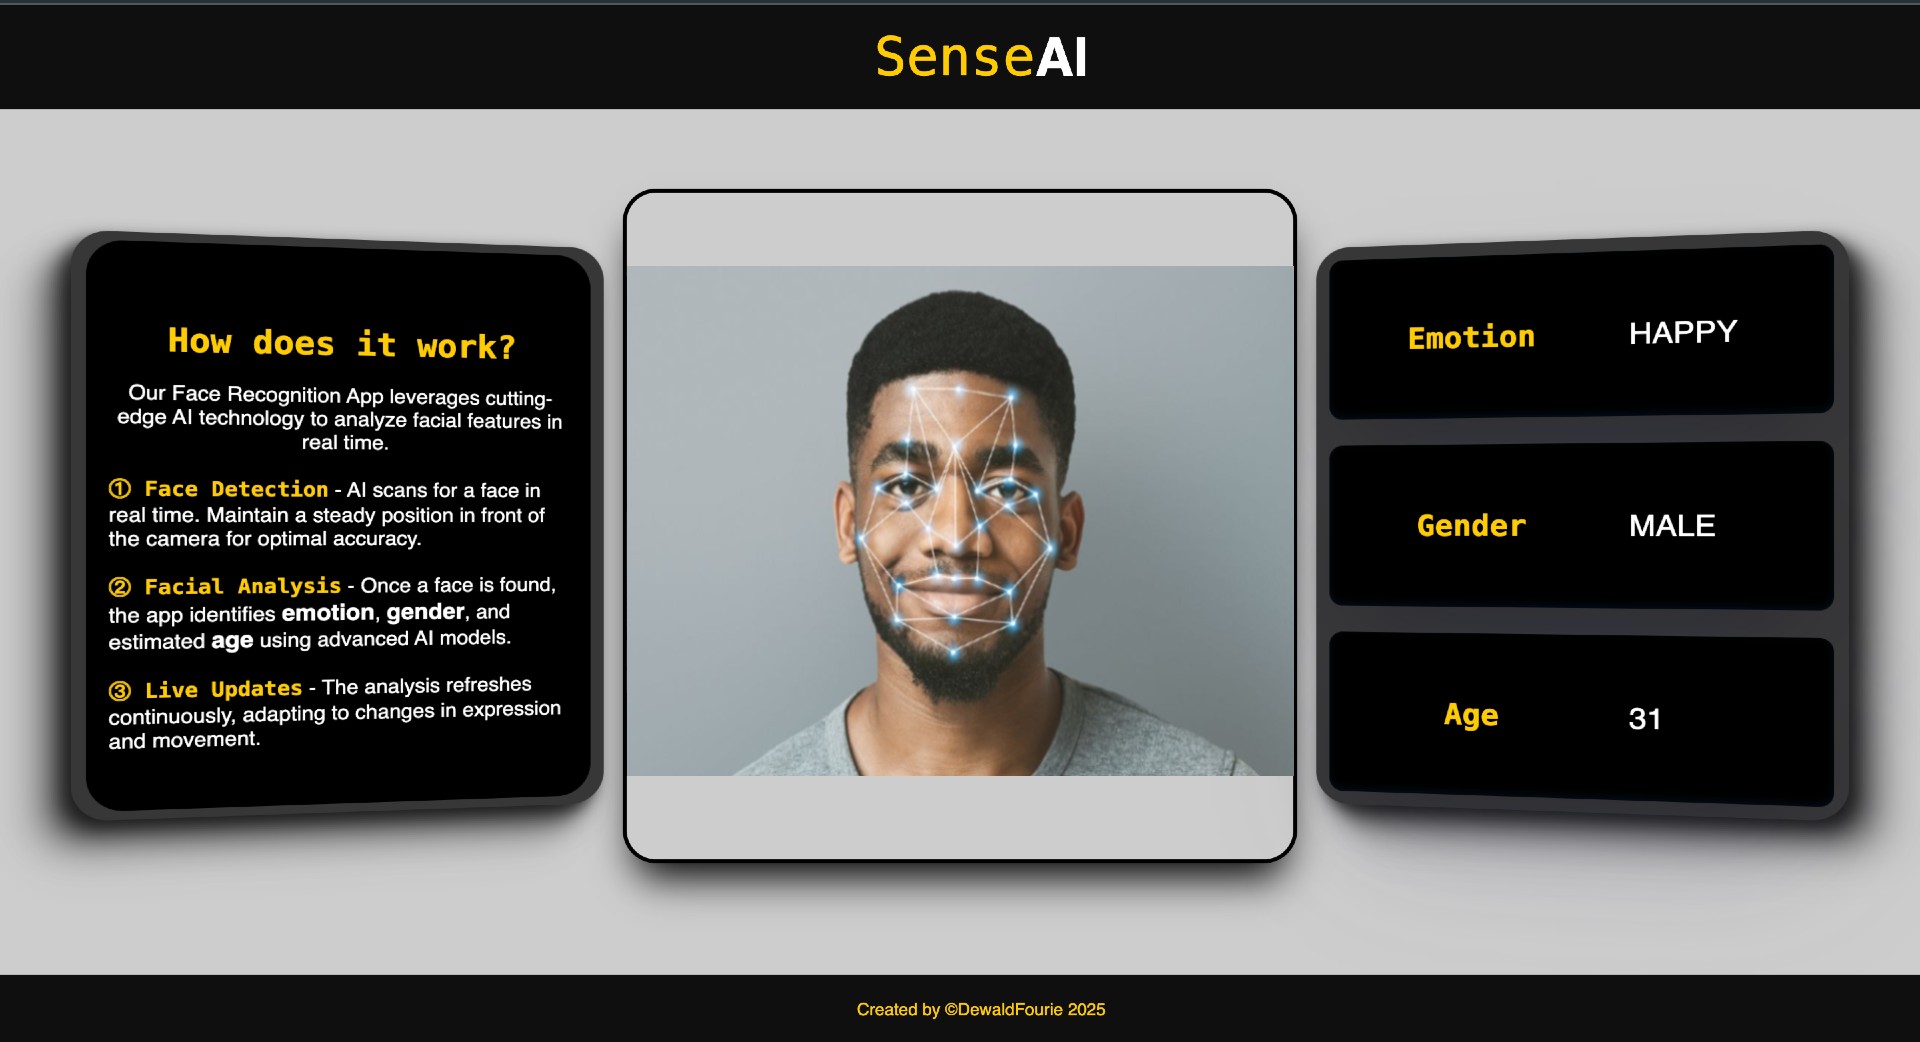 SenseAI
How does it work?
Our Face Recognition App leverages cutting-
edge AI technology to analyze facial features in
real time.
① Face Detection - AI scans for a face in
real time. Maintain a steady position in front of
the camera for optimal accuracy.
② Facial Analysis - Once a face is found,
the app identifies emotion, gender, and
estimated age using advanced AI models.
③ Live Updates - The analysis refreshes
continuously, adapting to changes in expression
and movement.
Emotion HAPPY
Gender MALE
Age 31
Created by ©DewaldFourie 2025